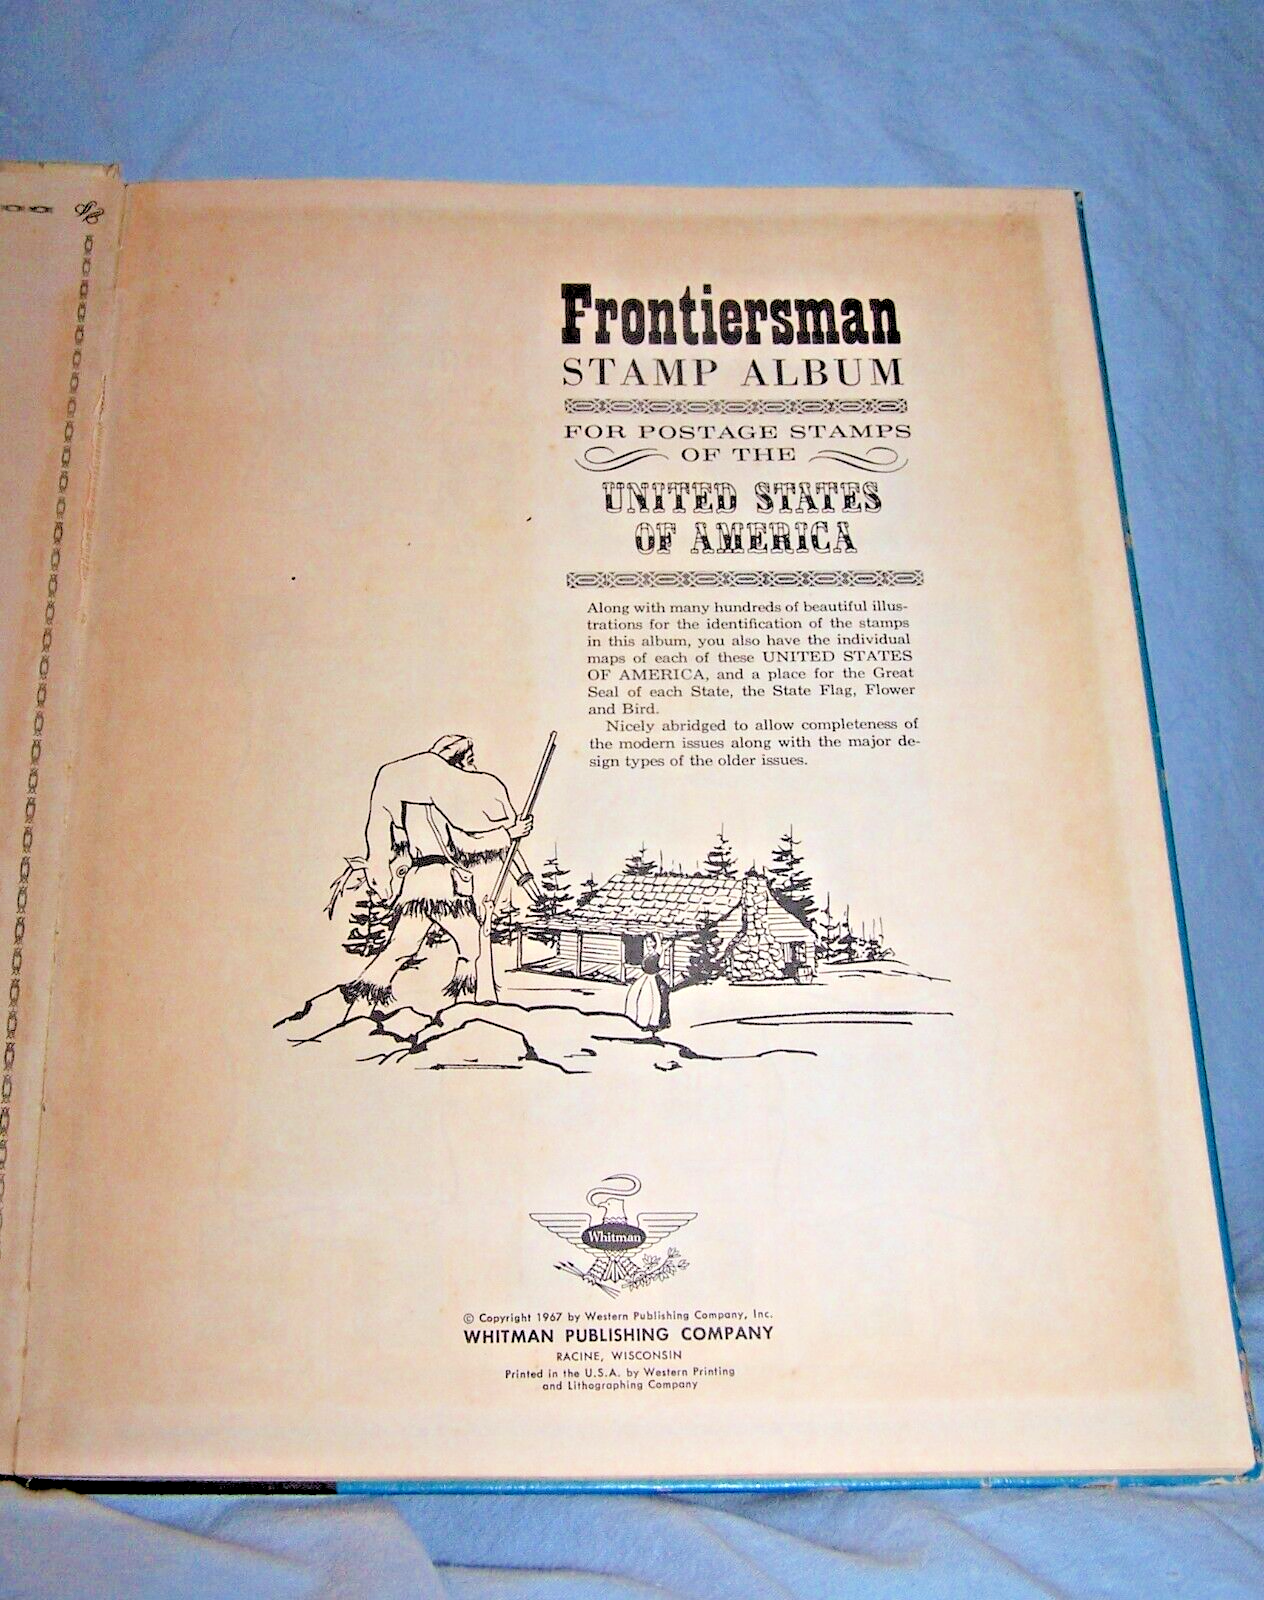 Frontiersman
STAMP ALBUM
FOR POSTAGE STAMPS
OF THE
UNITED STATES
OF AMERICA
Along with many hundreds of beautiful illus-
trations for the identification of the stamps
in this album, you also have the individual
maps of each of these UNITED STATES
OF AMERICA, and a place for the Great
Seal of each State, the State Flag, Flower
and Bird.
Nicely abridged to allow completeness of
the modern issues along with the major de-
sign types of the older issues.
Whitman
© Copyright 1967 by Western Publishing Company, Inc.
WHITMAN PUBLISHING COMPANY
RACINE, WISCONSIN
Printed in the U.S.A. by Western Printing
and Lithographing Company